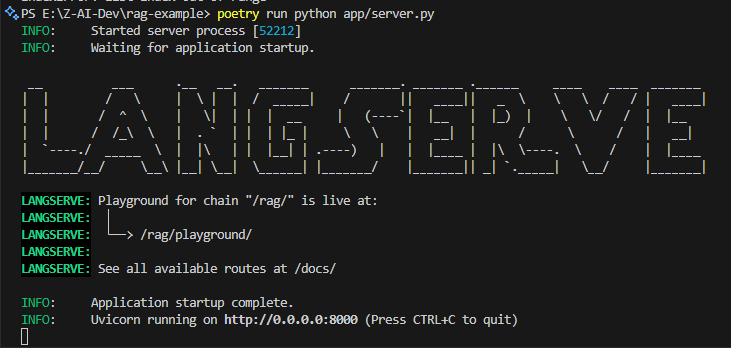 PS E:\Z-AI-Dev\rag-example> poetry run python app/server.py
INFO:     Started server process [52212]
INFO:     Waiting for application startup.
LANGSERVE
LANGSERVE: Playground for chain "/rag/" is live at:
LANGSERVE:  │
LANGSERVE:  └──> /rag/playground/
LANGSERVE:
LANGSERVE: See all available routes at /docs/
INFO:     Application startup complete.
INFO:     Uvicorn running on http://0.0.0.0:8000 (Press CTRL+C to quit)